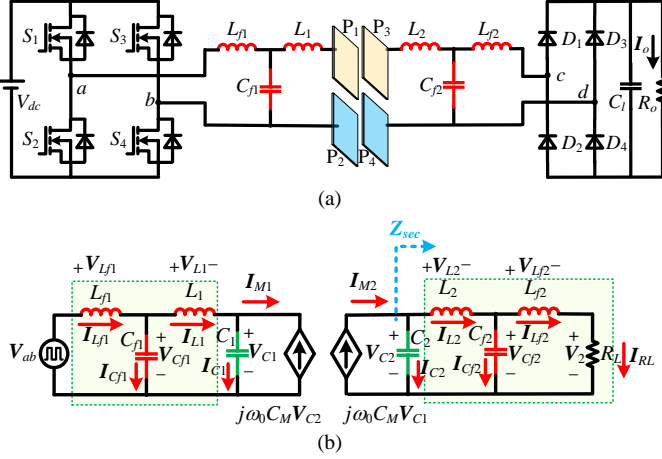 S1 S3 Lf1 L1 P1 P3 L2 Lf2 D1 D3 Io
Vdc a b Cf1 Cf2 c d Cl Ro
S2 S4 P2 P4 D2 D4
(a)
Zsec
+VLf1− +VL1− IM1 IM2 +VL2− +VLf2−
Lf1 L1 L2 Lf2
Vab ILf1 Cf1 + VCf1 − IL1 C1 + VC1 − VC2 + − C2 IL2 Cf2 + VCf2 − ILf2 + V2 − RL IRL
ICf1 IC1 IC2 ICf2
jω0CMVC2 jω0CMVC1
(b)